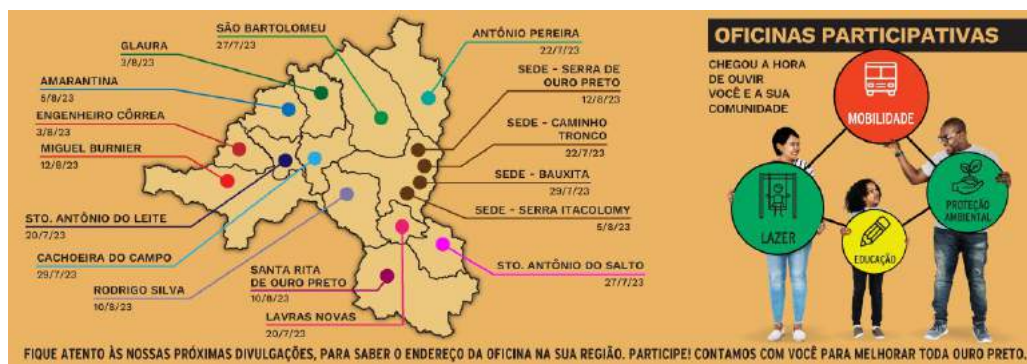 SÃO BARTOLOMEU
27/7/23
GLAURA
2/8/23
AMARANTINA
5/8/23
ENGENHEIRO CÔRREA
3/8/23
MIGUEL BURNIER
12/8/23
STO. ANTÔNIO DO LEITE
20/7/23
CACHOEIRA DO CAMPO
29/7/23
RODRIGO SILVA
10/8/23
SANTA RITA
DE OURO PRETO
10/8/23
LAVRAS NOVAS
20/7/23
ANTÔNIO PEREIRA
22/7/23
SEDE - SERRA DE
OURO PRETO
12/8/23
SEDE - CAMINHO
TRONCO
22/7/23
SEDE - BAUXITA
29/7/23
SEDE - SERRA ITACOLOMY
5/8/23
STO. ANTÔNIO DO SALTO
27/7/23
OFICINAS PARTICIPATIVAS
CHEGOU A HORA
DE OUVIR
VOCÊ E A SUA
COMUNIDADE
MOBILIDADE
LAZER
EDUCAÇÃO
PROTEÇÃO
AMBIENTAL
FIQUE ATENTO ÀS NOSSAS PRÓXIMAS DIVULGAÇÕES, PARA SABER O ENDEREÇO DA OFICINA NA SUA REGIÃO. PARTICIPE! CONTAMOS COM VOCÊ PARA MELHORAR TODA OURO PRETO.